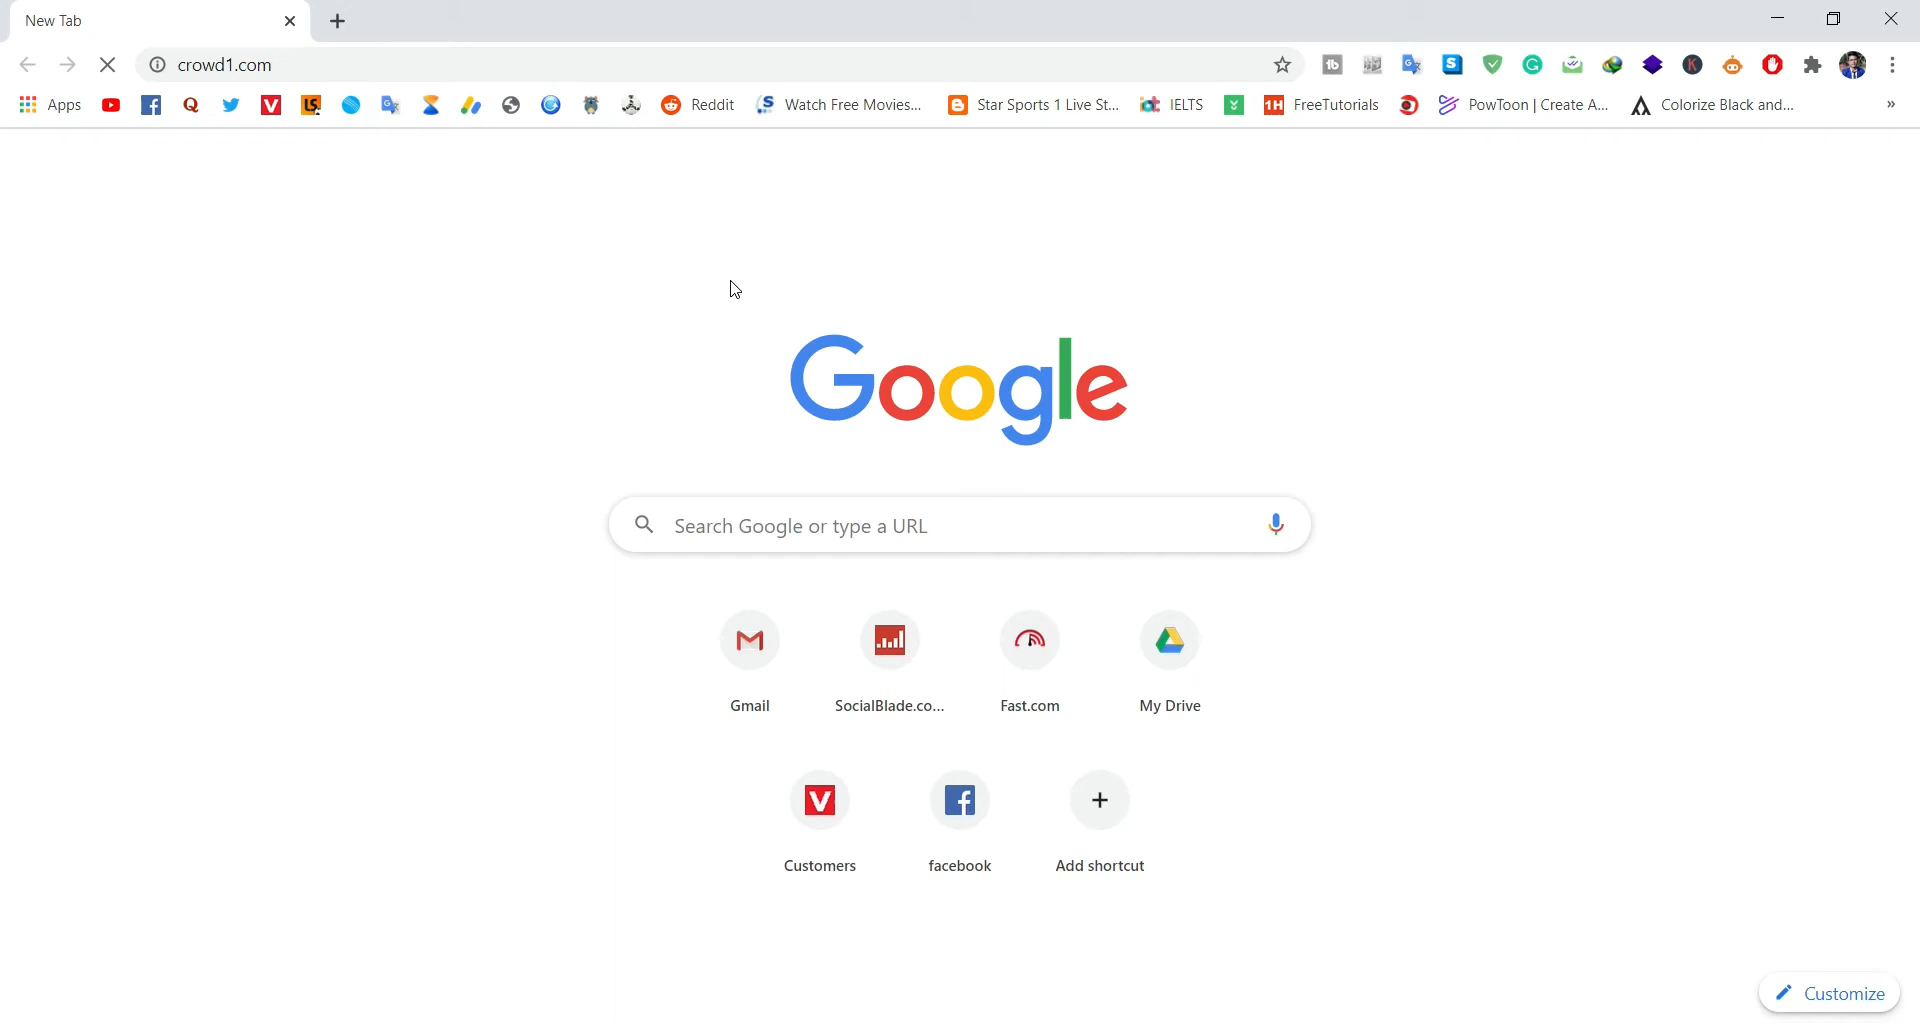 New Tab
crowd1.com
Apps Reddit Watch Free Movies... Star Sports 1 Live St... IELTS 1H FreeTutorials PowToon | Create A... Colorize Black and... »
Google
Search Google or type a URL
Gmail SocialBlade.co... Fast.com My Drive
Customers facebook Add shortcut
Customize